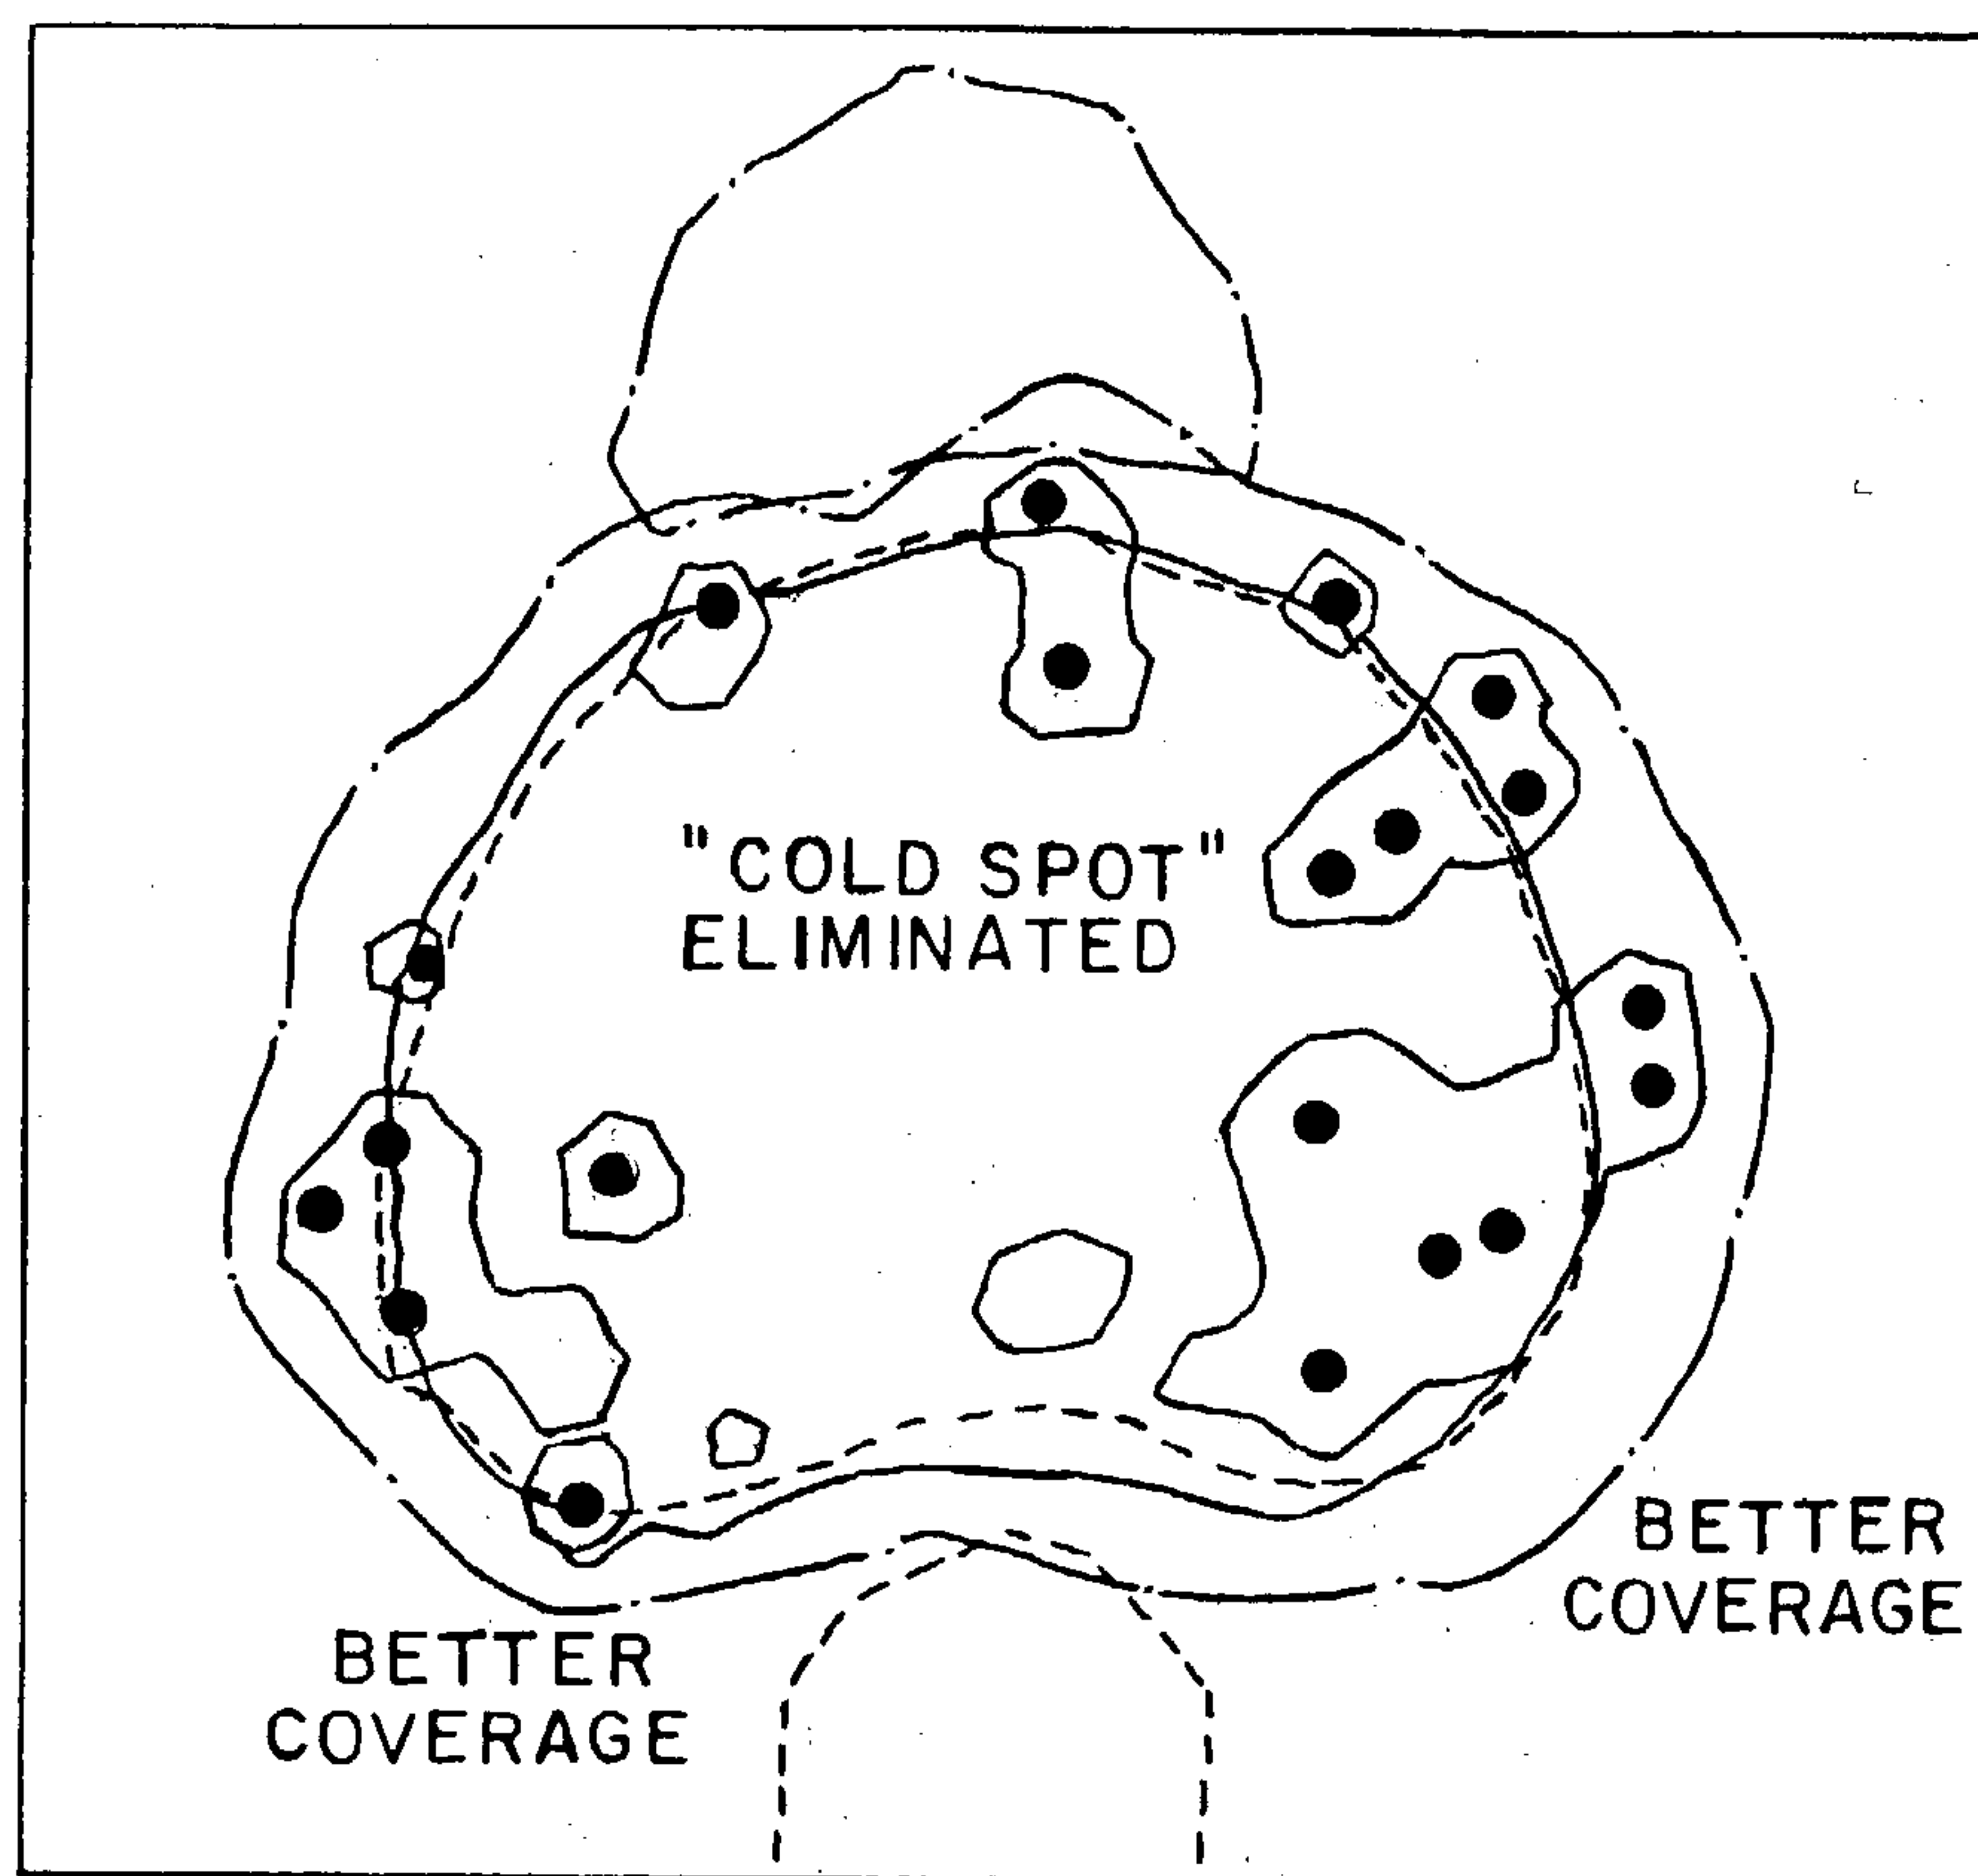 "COLD SPOT"
ELIMINATED
BETTER
COVERAGE
BETTER
COVERAGE